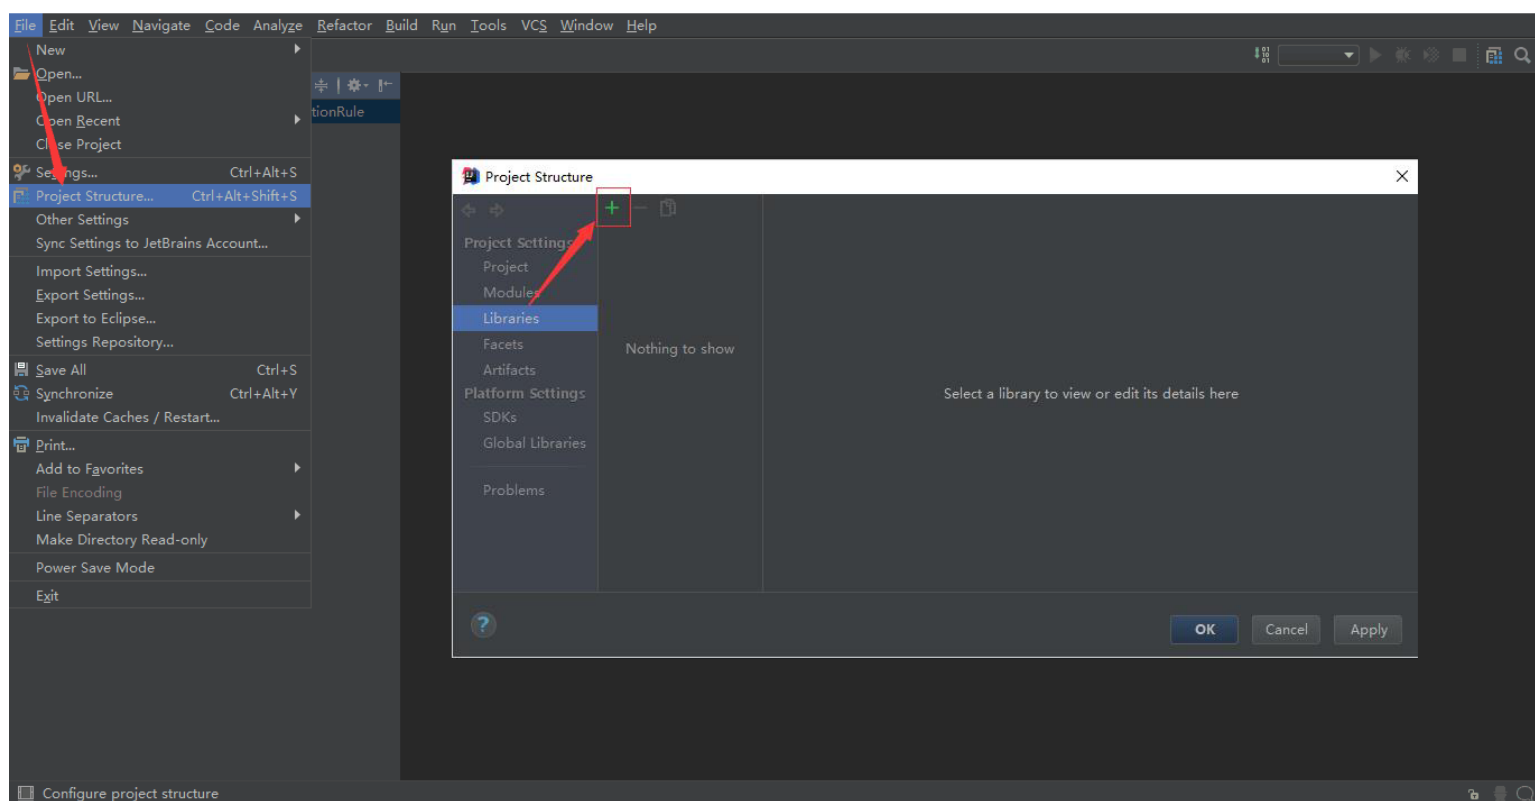 File Edit View Navigate Code Analyze Refactor Build Run Tools VCS Window Help
New
Open...
Open URL...
Open Recent
Close Project
Settings... Ctrl+Alt+S
Project Structure... Ctrl+Alt+Shift+S
Other Settings
Sync Settings to JetBrains Account...
Import Settings...
Export Settings...
Export to Eclipse...
Settings Repository...
Save All Ctrl+S
Synchronize Ctrl+Alt+Y
Invalidate Caches / Restart...
Print...
Add to Favorites
File Encoding
Line Separators
Make Directory Read-only
Power Save Mode
Exit
tionRule
Project Structure
Project Settings
Project
Modules
Libraries
Facets
Artifacts
Platform Settings
SDKs
Global Libraries
Problems
Nothing to show
Select a library to view or edit its details here
?
OK Cancel Apply
Configure project structure